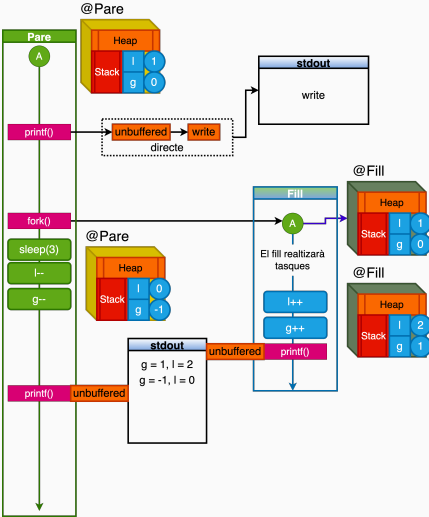 @Pare
Pare
A
Heap
Stack
l
1
g
0
stdout
write
printf()
unbuffered
write
directe
@Fill
Fill
fork()
A
Heap
Stack
l
1
g
0
@Pare
sleep(3)
l--
g--
Heap
Stack
l
0
g
-1
El fill realtizarà
tasques
@Fill
Heap
Stack
l
2
g
1
l++
g++
stdout
unbuffered
printf()
g = 1, l = 2
g = -1, l = 0
printf()
unbuffered